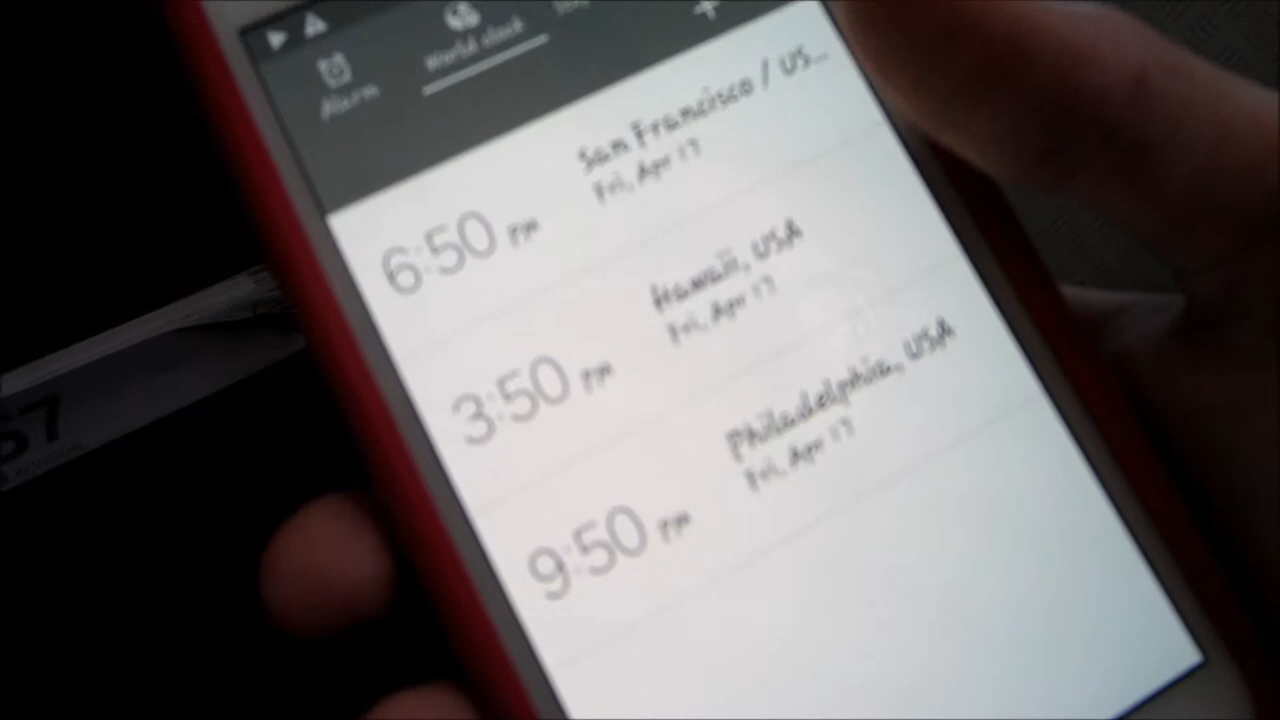 Alarm
World clock
6:50 PM
San Francisco / US...
Fri, Apr 17
3:50 PM
Hawaii, USA
Fri, Apr 17
9:50 PM
Philadelphia, USA
Fri, Apr 17
57